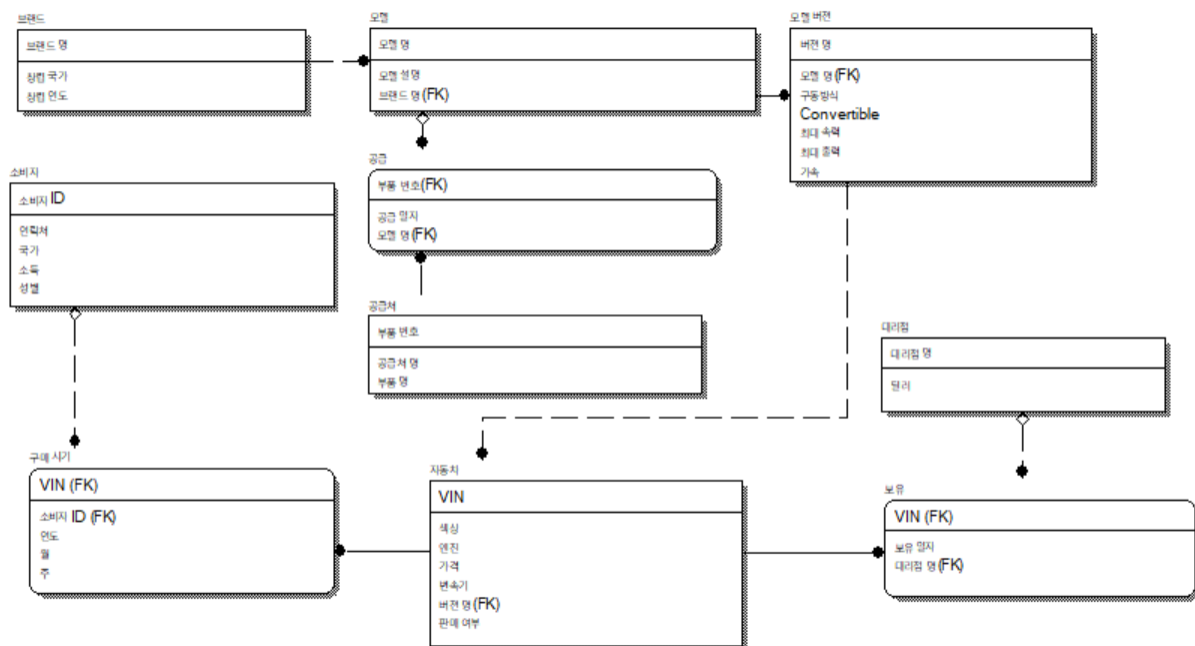 브랜드
브랜드 명
창립 국가
창립 연도
모델
모델 명
모델 설명
브랜드 명(FK)
모델 버전
버전 명
모델 명(FK)
구동방식
Convertible
최대 속력
최대 출력
가속
소비자
소비자 ID
연락처
국가
소득
성별
공급
부품 번호(FK)
공급 일자
모델 명(FK)
공급처
부품 번호
공급처 명
부품 명
대리점
대리점 명
딜러
구매 시기
VIN (FK)
소비자 ID (FK)
연도
월
주
자동차
VIN
색상
엔진
가격
변속기
버전 명(FK)
판매 여부
보유
VIN (FK)
보유 일자
대리점 명(FK)